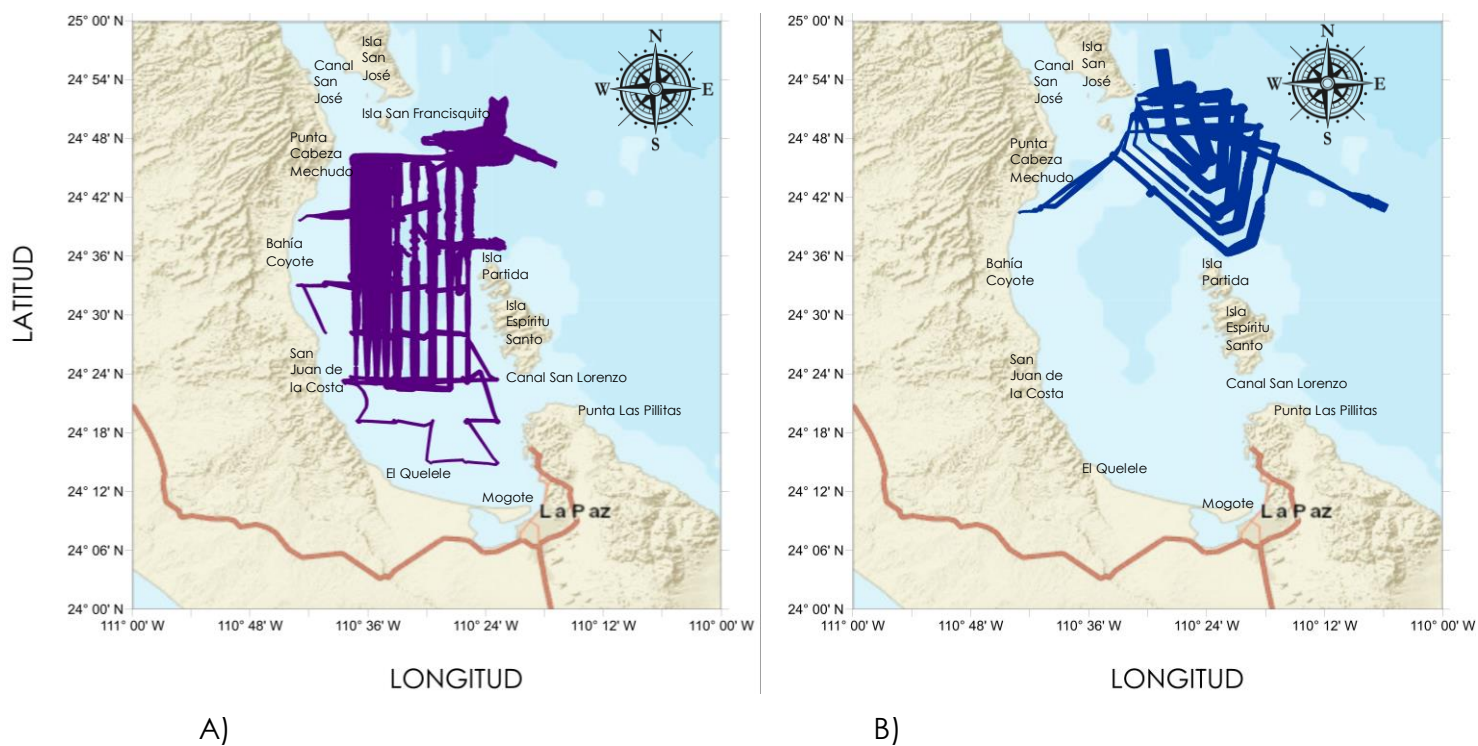 25° 00' N
24° 54' N
24° 48' N
24° 42' N
24° 36' N
24° 30' N
24° 24' N
24° 18' N
24° 12' N
24° 06' N
24° 00' N
LATITUD
Isla
San
José
Canal
San
José
Isla San Francisquito
Punta
Cabeza
Mechudo
Bahía
Coyote
Isla
Partida
Isla
Espíritu
Santo
San
Juan de
la Costa
Canal San Lorenzo
Punta Las Pillitas
El Quelele
Mogote
La Paz
N
W E
S
111° 00' W 110° 48' W 110° 36' W 110° 24' W 110° 12' W 110° 00' W
LONGITUD
A)
25° 00' N
24° 54' N
24° 48' N
24° 42' N
24° 36' N
24° 30' N
24° 24' N
24° 18' N
24° 12' N
24° 06' N
24° 00' N
Isla
San
José
Canal
San
José
Punta
Cabeza
Mechudo
Bahía
Coyote
Isla
Partida
Isla
Espíritu
Santo
San
Juan de
la Costa
Canal San Lorenzo
Punta Las Pillitas
El Quelele
Mogote
La Paz
N
W E
S
111° 00' W 110° 48' W 110° 36' W 110° 24' W 110° 12' W 110° 00' W
LONGITUD
B)